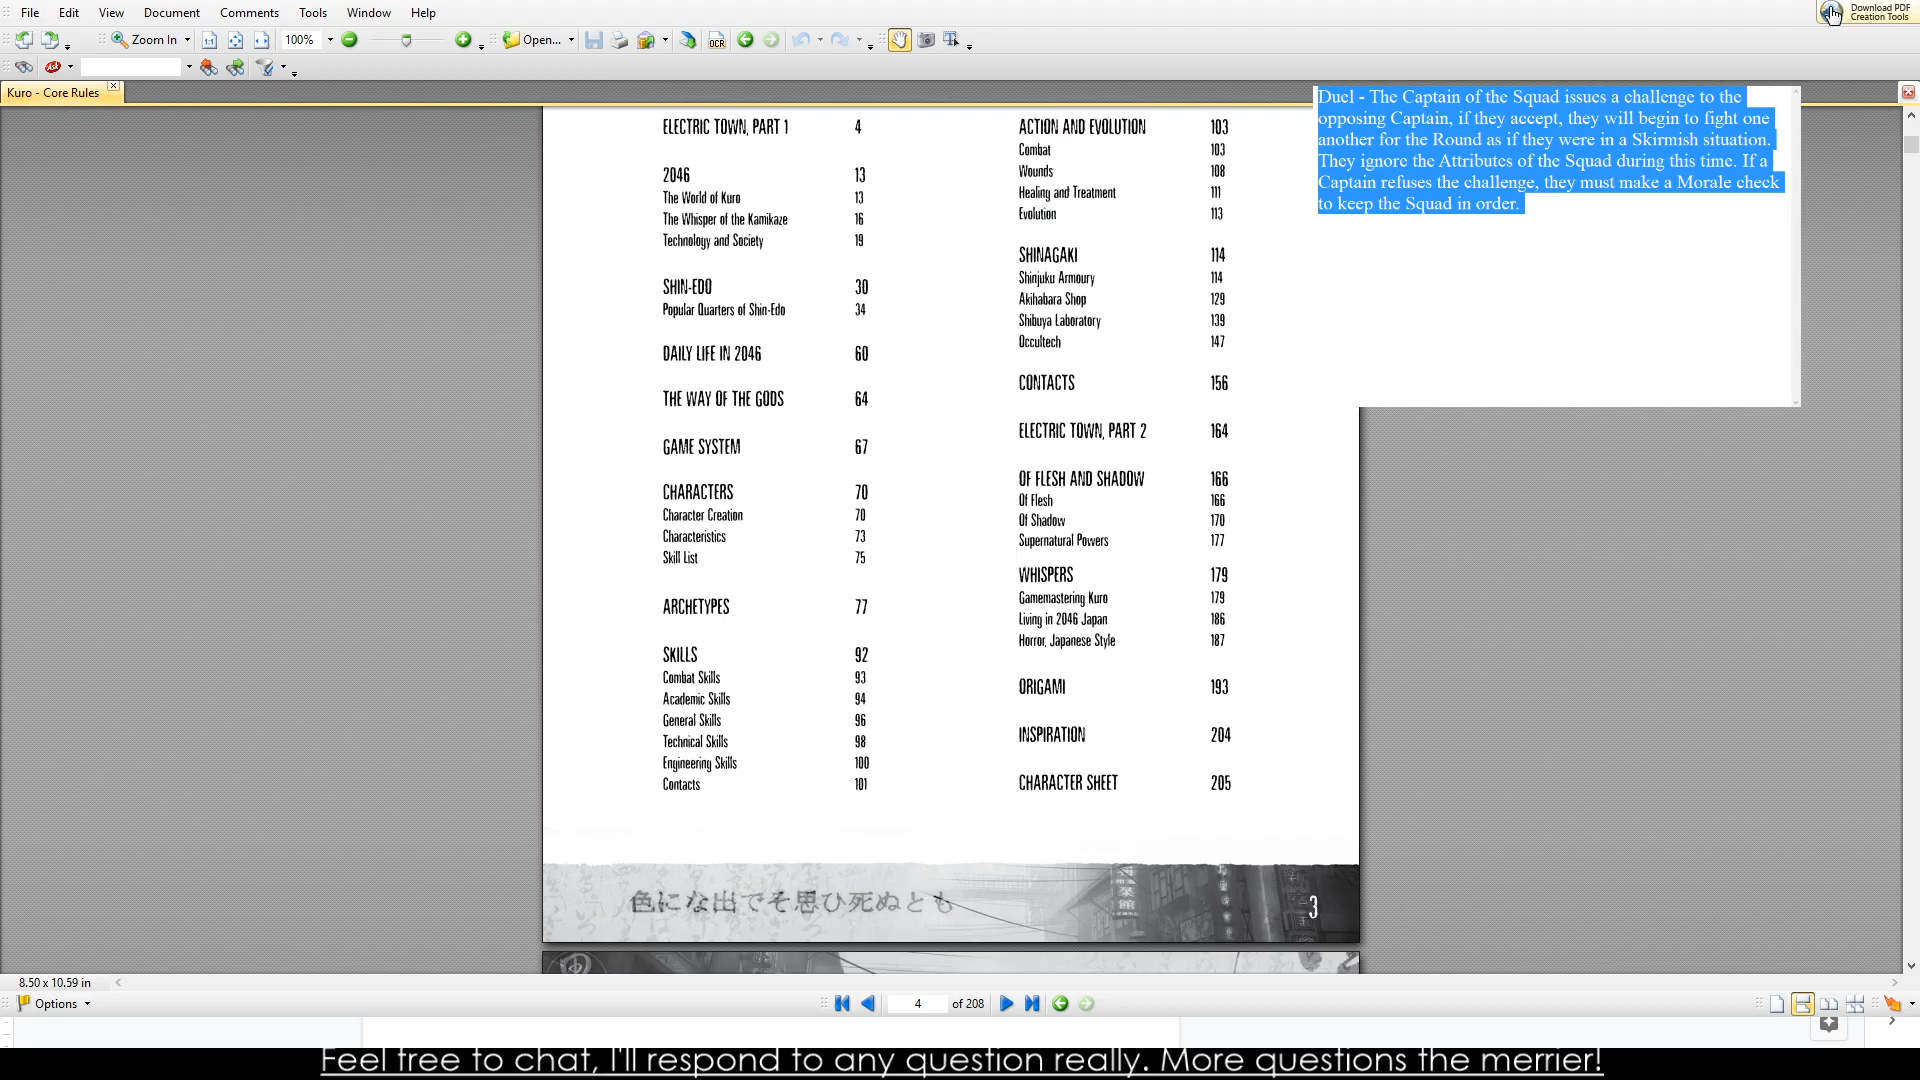 File Edit View Document Comments Tools Window Help
Download PDF
Creation Tools
Zoom In 100% Open... OCR
Ask
Kuro - Core Rules
Duel - The Captain of the Squad issues a challenge to the
opposing Captain, if they accept, they will begin to fight one
another for the Round as if they were in a Skirmish situation.
They ignore the Attributes of the Squad during this time. If a
Captain refuses the challenge, they must make a Morale check
to keep the Squad in order.
ELECTRIC TOWN, PART 1 4
2046 13
The World of Kuro 13
The Whisper of the Kamikaze 16
Technology and Society 19
SHIN-EDO 30
Popular Quarters of Shin-Edo 34
DAILY LIFE IN 2046 60
THE WAY OF THE GODS 64
GAME SYSTEM 67
CHARACTERS 70
Character Creation 70
Characteristics 73
Skill List 75
ARCHETYPES 77
SKILLS 92
Combat Skills 93
Academic Skills 94
General Skills 96
Technical Skills 98
Engineering Skills 100
Contacts 101
ACTION AND EVOLUTION 103
Combat 103
Wounds 108
Healing and Treatment 111
Evolution 113
SHINAGAKI 114
Shinjuku Armoury 114
Akihabara Shop 129
Shibuya Laboratory 139
Occultech 147
CONTACTS 156
ELECTRIC TOWN, PART 2 164
OF FLESH AND SHADOW 166
Of Flesh 166
Of Shadow 170
Supernatural Powers 177
WHISPERS 179
Gamemastering Kuro 179
Living in 2046 Japan 186
Horror, Japanese Style 187
ORIGAMI 193
INSPIRATION 204
CHARACTER SHEET 205
色にな出でそ思ひ死ぬとも
3
8.50 x 10.59 in
Options 4 of 208
Feel free to chat, I'll respond to any question really. More questions the merrier!